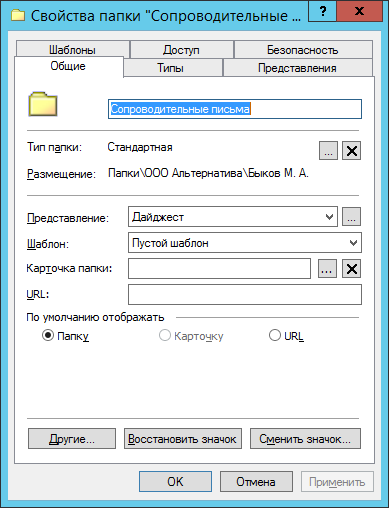 Свойства папки "Сопроводительные ...
?
Шаблоны Доступ Безопасность
Общие Типы Представления
Сопроводительные письма
Тип папки: Стандартная ...
Размещение: Папки\ООО Альтернатива\Быков М. А.
Представление: Дайджест ...
Шаблон: Пустой шаблон
Карточка папки: ...
URL:
По умолчанию отображать
Папку Карточку URL
Другие... Восстановить значок Сменить значок...
OK Отмена Применить